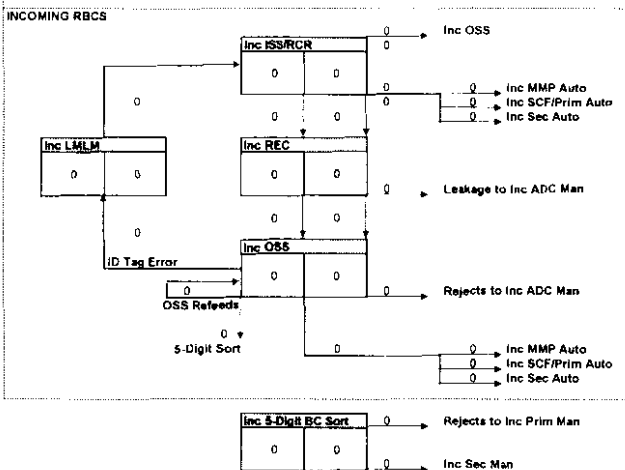 INCOMING RBCS
0 Inc OSS
Inc ISS/RCR 0
0 0
0 0 Inc MMP Auto
0 0 0 Inc SCF/Prim Auto
0 0 0 Inc Sec Auto
Inc LMLM Inc REC
0 0 0 0
0 Leakage to Inc ADC Man
0 0
0 Inc OSS
ID Tag Error
0 0
0 0 Rejects to Inc ADC Man
OSS Refeeds
0
5-Digit Sort 0 0 Inc MMP Auto
0 Inc SCF/Prim Auto
0 Inc Sec Auto
Inc 5-Digit BC Sort 0 Rejects to Inc Prim Man
0 0
0 Inc Sec Man